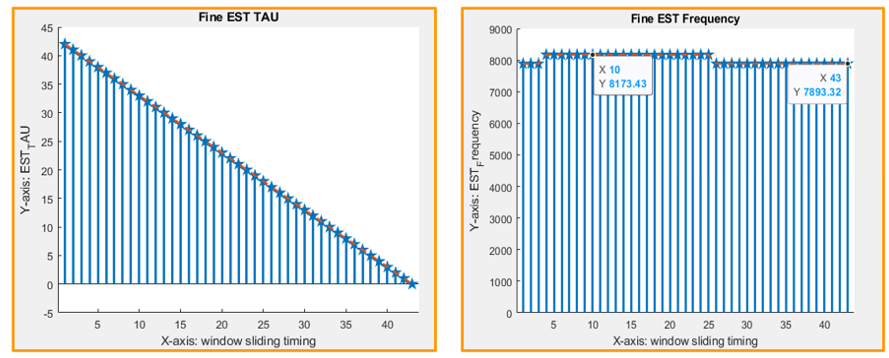 Fine EST TAU
45
40
35
30
25
20
15
10
5
0
-5
Y-axis: EST_TAU
5 10 15 20 25 30 35 40
X-axis: window sliding timing
Fine EST Frequency
9000
8000
7000
6000
5000
4000
3000
2000
1000
0
Y-axis: EST_Frequency
X 10
Y 8173.43
X 43
Y 7893.32
5 10 15 20 25 30 35 40
X-axis: window sliding timing